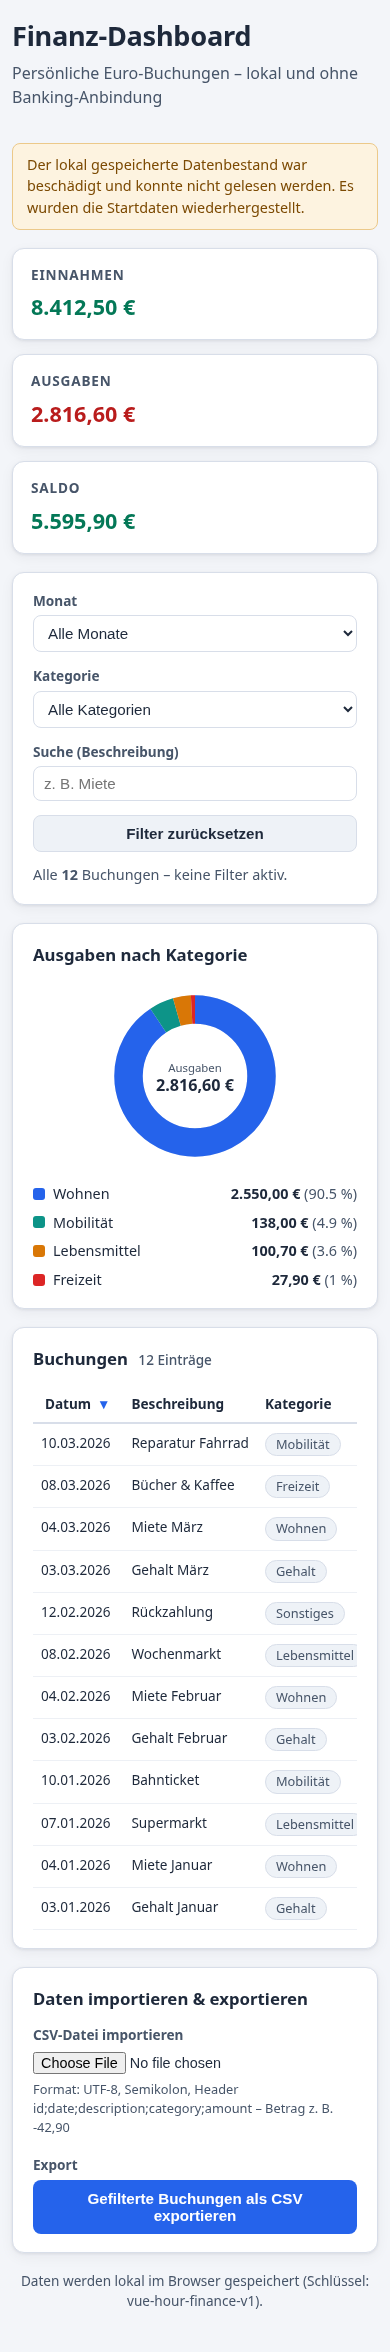 Finanz-Dashboard
Persönliche Euro-Buchungen – lokal und ohne
Banking-Anbindung
Der lokal gespeicherte Datenbestand war
beschädigt und konnte nicht gelesen werden. Es
wurden die Startdaten wiederhergestellt.
EINNAHMEN
8.412,50 €
AUSGABEN
2.816,60 €
SALDO
5.595,90 €
Monat
Alle Monate
Kategorie
Alle Kategorien
Suche (Beschreibung)
z. B. Miete
Filter zurücksetzen
Alle 12 Buchungen – keine Filter aktiv.
Ausgaben nach Kategorie
Ausgaben
2.816,60 €
Wohnen 2.550,00 € (90.5 %)
Mobilität 138,00 € (4.9 %)
Lebensmittel 100,70 € (3.6 %)
Freizeit 27,90 € (1 %)
Buchungen 12 Einträge
Datum ▼ Beschreibung Kategorie
10.03.2026 Reparatur Fahrrad Mobilität
08.03.2026 Bücher & Kaffee Freizeit
04.03.2026 Miete März Wohnen
03.03.2026 Gehalt März Gehalt
12.02.2026 Rückzahlung Sonstiges
08.02.2026 Wochenmarkt Lebensmittel
04.02.2026 Miete Februar Wohnen
03.02.2026 Gehalt Februar Gehalt
10.01.2026 Bahnticket Mobilität
07.01.2026 Supermarkt Lebensmittel
04.01.2026 Miete Januar Wohnen
03.01.2026 Gehalt Januar Gehalt
Daten importieren & exportieren
CSV-Datei importieren
Choose File No file chosen
Format: UTF-8, Semikolon, Header
id;date;description;category;amount – Betrag z. B.
-42,90
Export
Gefilterte Buchungen als CSV
exportieren
Daten werden lokal im Browser gespeichert (Schlüssel:
vue-hour-finance-v1).